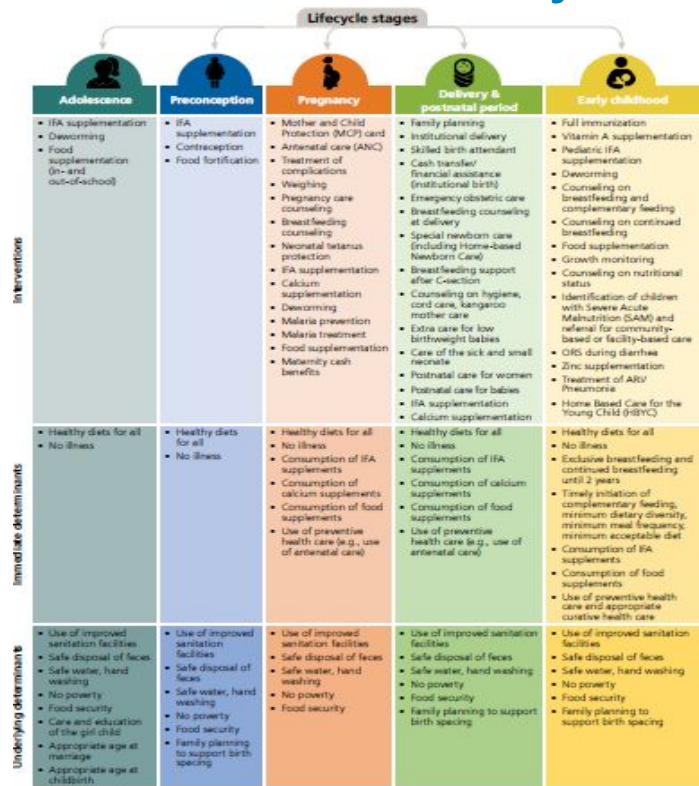 Lifecycle stages
Adolescence
Preconception
Pregnancy
Delivery &
postnatal period
Early childhood
Interventions
• IFA supplementation
• Deworming
• Food
supplementation
(in- and
out-of-school)
• IFA
supplementation
• Contraception
• Food fortification
• Mother and Child
Protection (MCP) card
• Antenatal care (ANC)
• Treatment of
complications
• Weighing
• Pregnancy care
counseling
• Breastfeeding
counseling
• Neonatal tetanus
protection
• IFA supplementation
• Calcium
supplementation
• Deworming
• Malaria prevention
• Malaria treatment
• Food supplementation
• Maternity cash
benefits
• Family planning
• Institutional delivery
• Skilled birth attendant
• Cash transfer/
financial assistance
(institutional birth)
• Emergency obstetric care
• Breastfeeding counseling
at delivery
• Special newborn care
(including Home-based
Newborn Care)
• Breastfeeding support
after C-section
• Counseling on hygiene,
cord care, kangaroo
mother care
• Extra care for low
birthweight babies
• Care of the sick and small
neonate
• Postnatal care for women
• Postnatal care for babies
• IFA supplementation
• Calcium supplementation
• Full immunization
• Vitamin A supplementation
• Pediatric IFA
supplementation
• Deworming
• Counseling on
breastfeeding and
complementary feeding
• Counseling on continued
breastfeeding
• Food supplementation
• Growth monitoring
• Counseling on nutritional
status
• Identification of children
with Severe Acute
Malnutrition (SAM) and
referral for community-
based or facility-based care
• ORS during diarrhea
• Zinc supplementation
• Treatment of ARI/
Pneumonia
• Home Based Care for the
Young Child (HBYC)
Immediate determinants
• Healthy diets for all
• No illness
• Healthy diets
for all
• No illness
• Healthy diets for all
• No illness
• Consumption of IFA
supplements
• Consumption of
calcium supplements
• Consumption of food
supplements
• Use of preventive
health care (e.g., use
of antenatal care)
• Healthy diets for all
• No illness
• Consumption of IFA
supplements
• Consumption of calcium
supplements
• Consumption of food
supplements
• Use of preventive
health care (e.g., use of
antenatal care)
• Healthy diets for all
• No illness
• Exclusive breastfeeding and
continued breastfeeding
until 2 years
• Timely initiation of
complementary feeding,
minimum dietary diversity,
minimum meal frequency,
minimum acceptable diet
• Consumption of IFA
supplements
• Consumption of food
supplements
• Use of preventive health
care and appropriate
curative health care
Underlying determinants
• Use of improved
sanitation facilities
• Safe disposal of feces
• Safe water, hand
washing
• No poverty
• Food security
• Care and education
of the girl child
• Appropriate age at
marriage
• Appropriate age at
childbirth
• Use of improved
sanitation facilities
• Safe disposal of
feces
• Safe water, hand
washing
• No poverty
• Food security
• Family planning
to support birth
spacing
• Use of improved
sanitation facilities
• Safe disposal of feces
• Safe water, hand
washing
• No poverty
• Food security
• Use of improved sanitation
facilities
• Safe disposal of feces
• Safe water, hand washing
• No poverty
• Food security
• Family planning to support
birth spacing
• Use of improved sanitation
facilities
• Safe disposal of feces
• Safe water, hand washing
• No poverty
• Food security
• Family planning to
support birth spacing